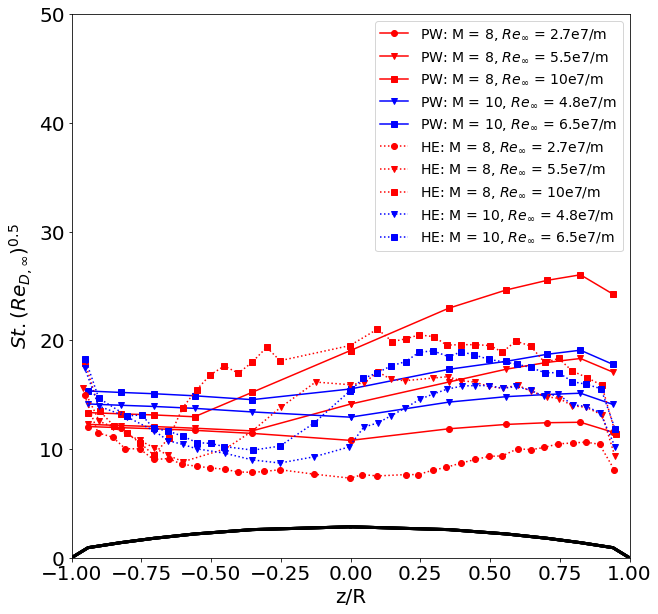 50
40
30
20
10
0
St. (Re_{D,∞})^{0.5}
PW: M = 8, Re_∞ = 2.7e7/m
PW: M = 8, Re_∞ = 5.5e7/m
PW: M = 8, Re_∞ = 10e7/m
PW: M = 10, Re_∞ = 4.8e7/m
PW: M = 10, Re_∞ = 6.5e7/m
HE: M = 8, Re_∞ = 2.7e7/m
HE: M = 8, Re_∞ = 5.5e7/m
HE: M = 8, Re_∞ = 10e7/m
HE: M = 10, Re_∞ = 4.8e7/m
HE: M = 10, Re_∞ = 6.5e7/m
−1.00 −0.75 −0.50 −0.25 0.00 0.25 0.50 0.75 1.00
z/R